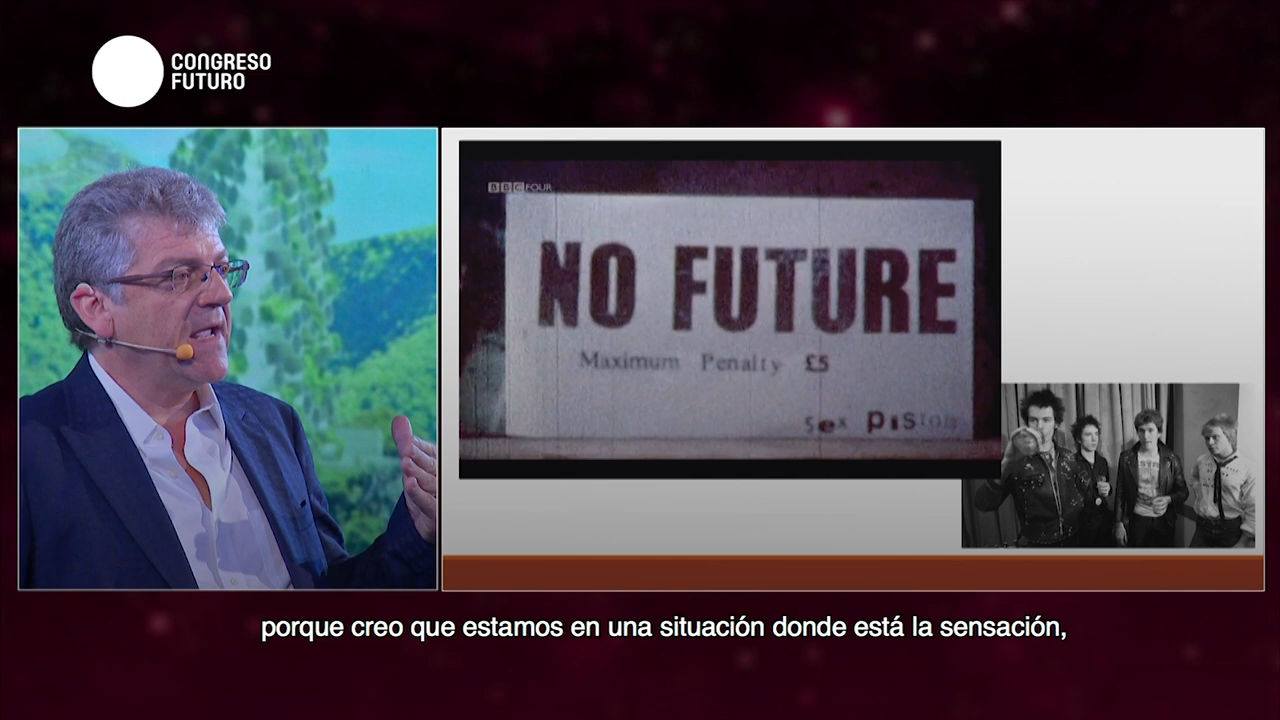 CONGRESO
FUTURO
BBC FOUR
NO FUTURE
Maximum Penalty £5
Sex Pistols
porque creo que estamos en una situación donde está la sensación,